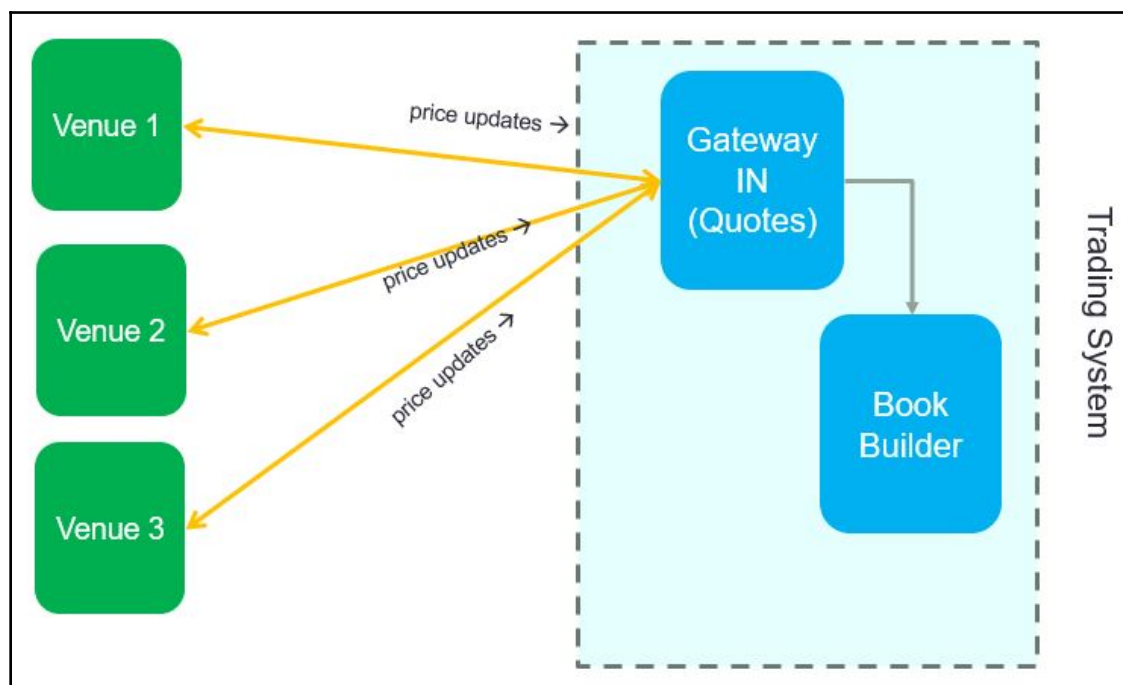 Venue 1
price updates →
Gateway
IN
(Quotes)
Venue 2
price updates →
Venue 3
price updates →
Book
Builder
Trading System